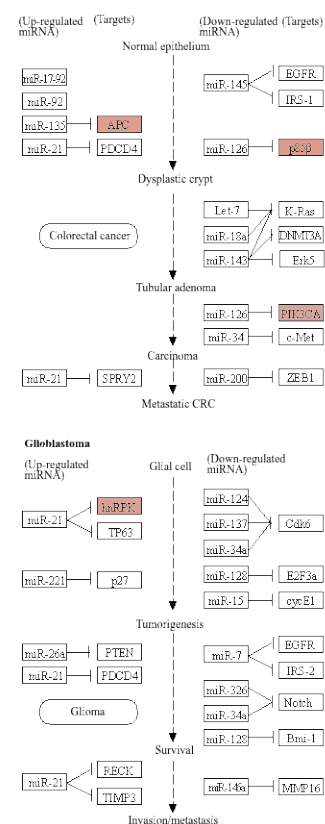 (Up-regulated (Targets) (Down-regulated (Targets)
miRNA) miRNA)
Normal epithelium
miR-17-92
miR-145 EGFR
miR-92
IRS-1
miR-135 APC
miR-21 PDCD4 miR-126 p85β
Dysplastic crypt
Let-7 K-Ras
Colorectal cancer miR-18a DNMT3A
miR-143 Erk5
Tubular adenoma
miR-126 PIK3CA
miR-34 c-Met
Carcinoma
miR-21 SPRY2 miR-200 ZEB1
Metastatic CRC
Glioblastoma
(Up-regulated Glial cell (Down-regulated
miRNA) miRNA)
miR-124
hnRPK
miR-21 miR-137 Cdk6
TP63
miR-34a
miR-221 p27 miR-128 E2F3a
miR-15 cycE1
Tumorigenesis
miR-26a PTEN EGFR
miR-7
miR-21 PDCD4 IRS-2
miR-326
Notch
Glioma miR-34a
miR-128 Bmi-1
Survival
RECK
miR-21 miR-146a MMP16
TIMP3
Invasion/metastasis